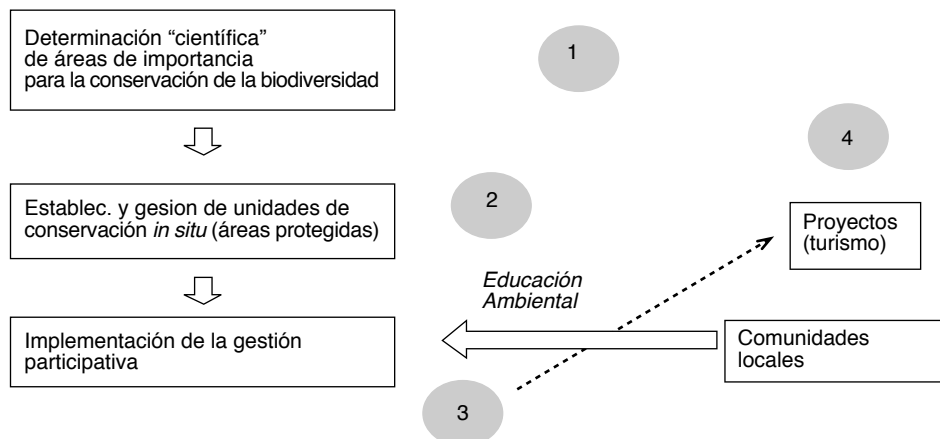 Determinación “científica”
de áreas de importancia
para la conservación de la biodiversidad
1
4
Establec. y gesion de unidades de
conservación in situ (áreas protegidas)
2
Proyectos
(turismo)
Educación
Ambiental
Implementación de la gestión
participativa
Comunidades
locales
3